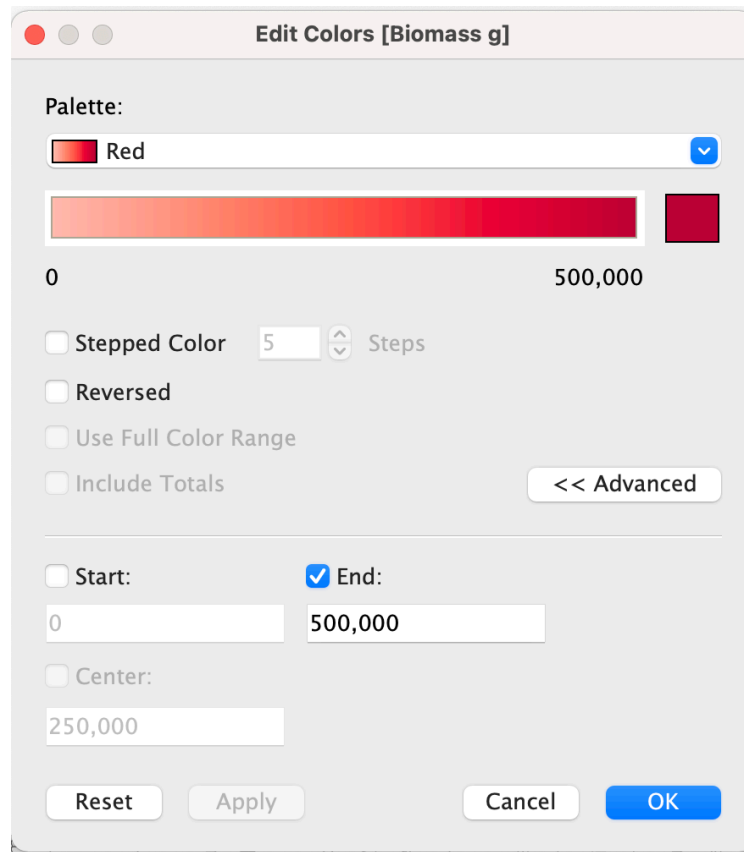 Edit Colors [Biomass g]
Palette:
Red
0 500,000
Stepped Color 5 Steps
Reversed
Use Full Color Range
Include Totals << Advanced
Start: End:
0 500,000
Center:
250,000
Reset Apply Cancel OK